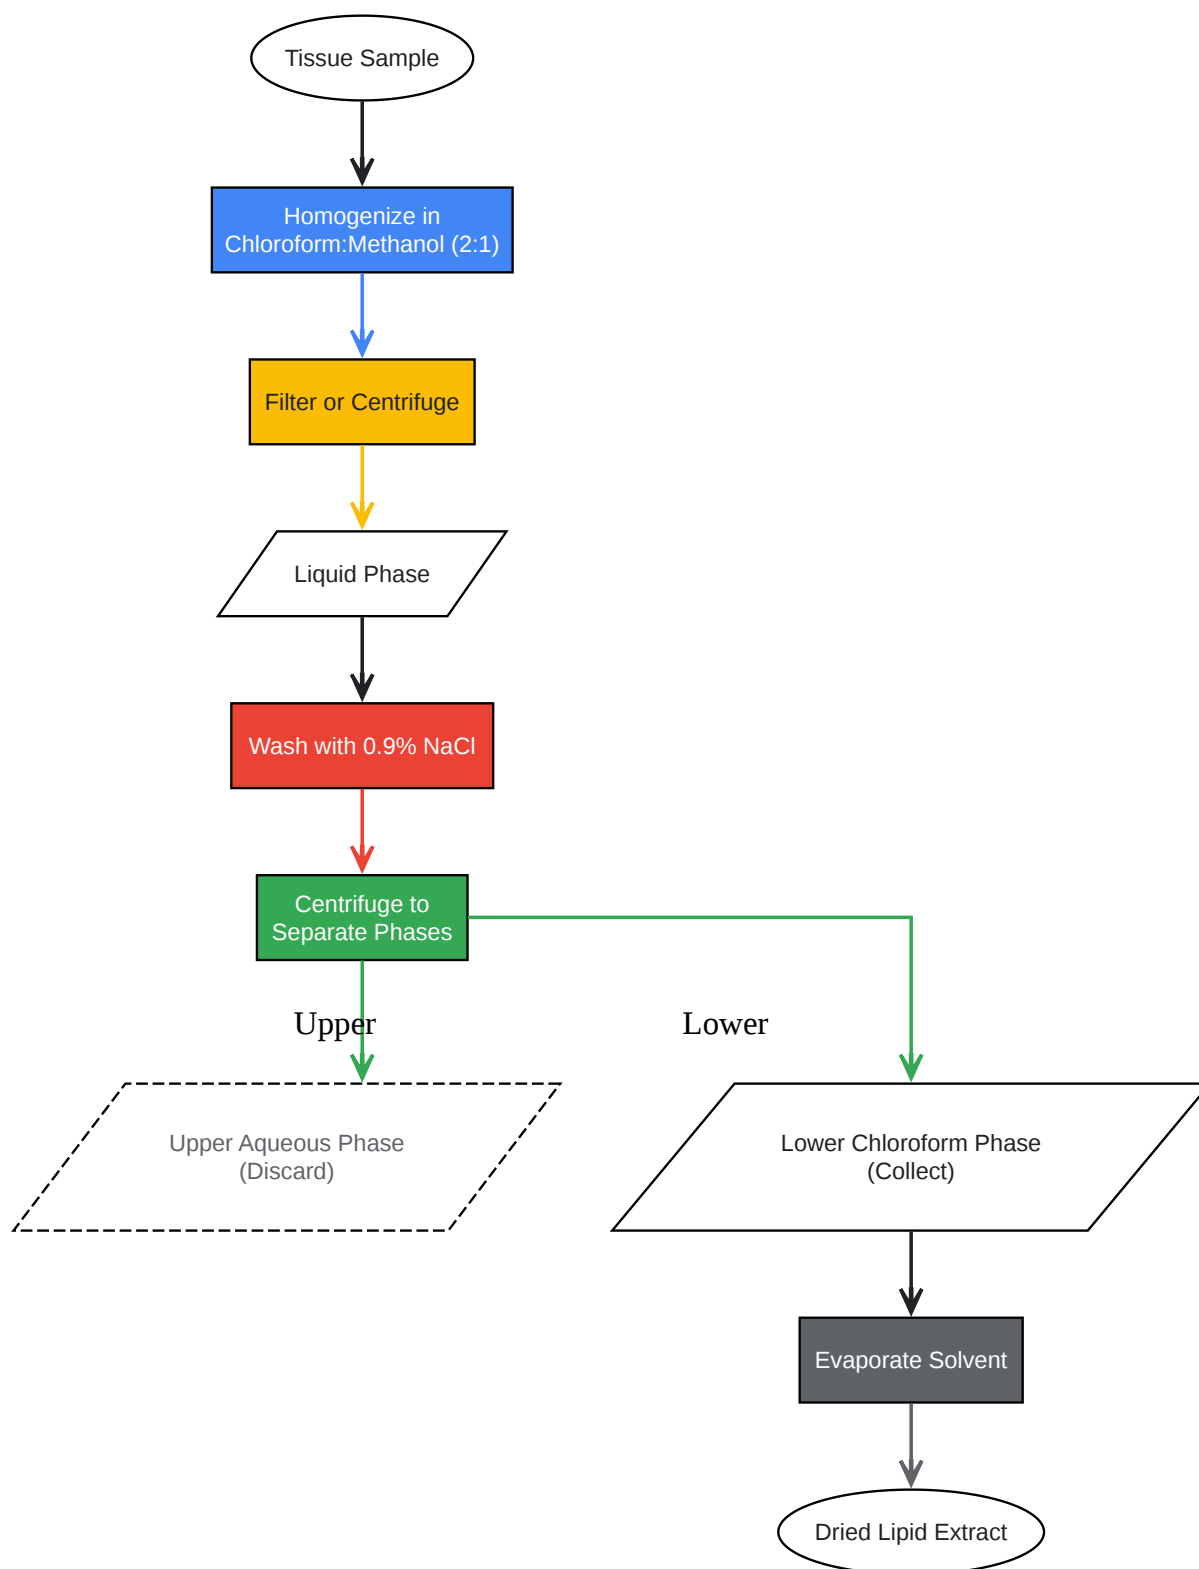 Tissue Sample
Homogenize in
Chloroform:Methanol (2:1)
Filter or Centrifuge
Liquid Phase
Wash with 0.9% NaCl
Centrifuge to
Separate Phases
Upper
Lower
Upper Aqueous Phase
(Discard)
Lower Chloroform Phase
(Collect)
Evaporate Solvent
Dried Lipid Extract